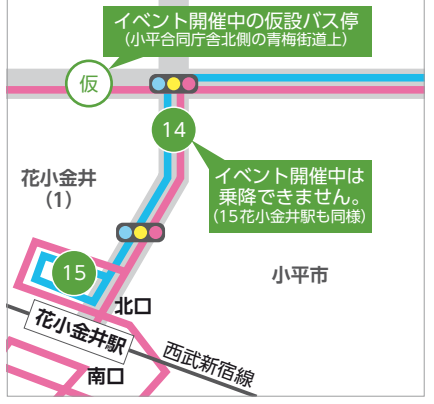 イベント開催中の仮設バス停
(小平合同庁舎北側の青梅街道上)
仮
14
イベント開催中は
乗降できません。
(15花小金井駅も同様)
花小金井
(1)
15
小平市
北口
花小金井駅
西武新宿線
南口